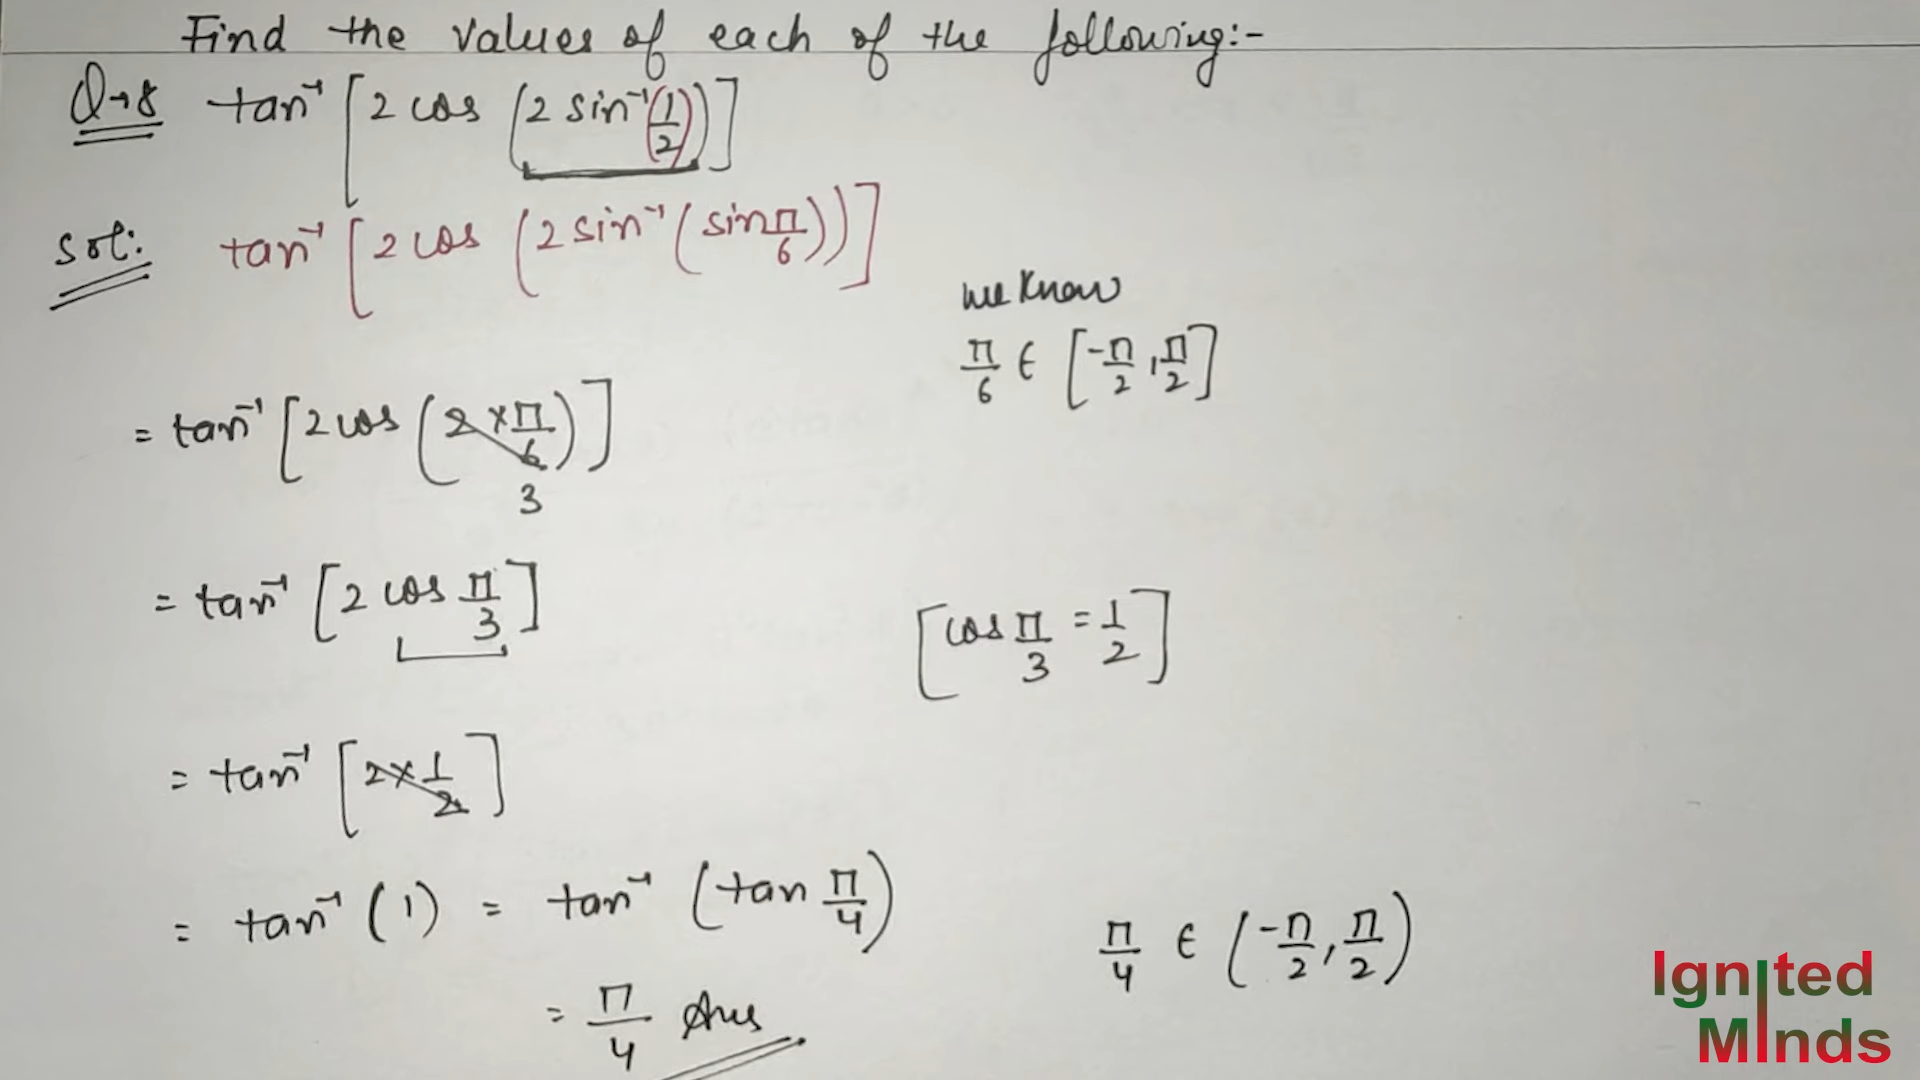 Find the values of each of the following:-
Q→8 tan⁻¹ [2 cos (2 sin⁻¹(1/2))]
Sol:. tan⁻¹ [2 cos (2 sin⁻¹ (sin π/6))]
we know
π/6 ∈ [-π/2, π/2]
= tan⁻¹ [2 cos (2 × π/6)]
3
= tan⁻¹ [2 cos π/3]
[cos π/3 = 1/2]
= tan⁻¹ [2 × 1/2]
= tan⁻¹ (1) = tan⁻¹ (tan π/4)
π/4 ∈ (-π/2, π/2)
= π/4 Ans
Ignited
Minds